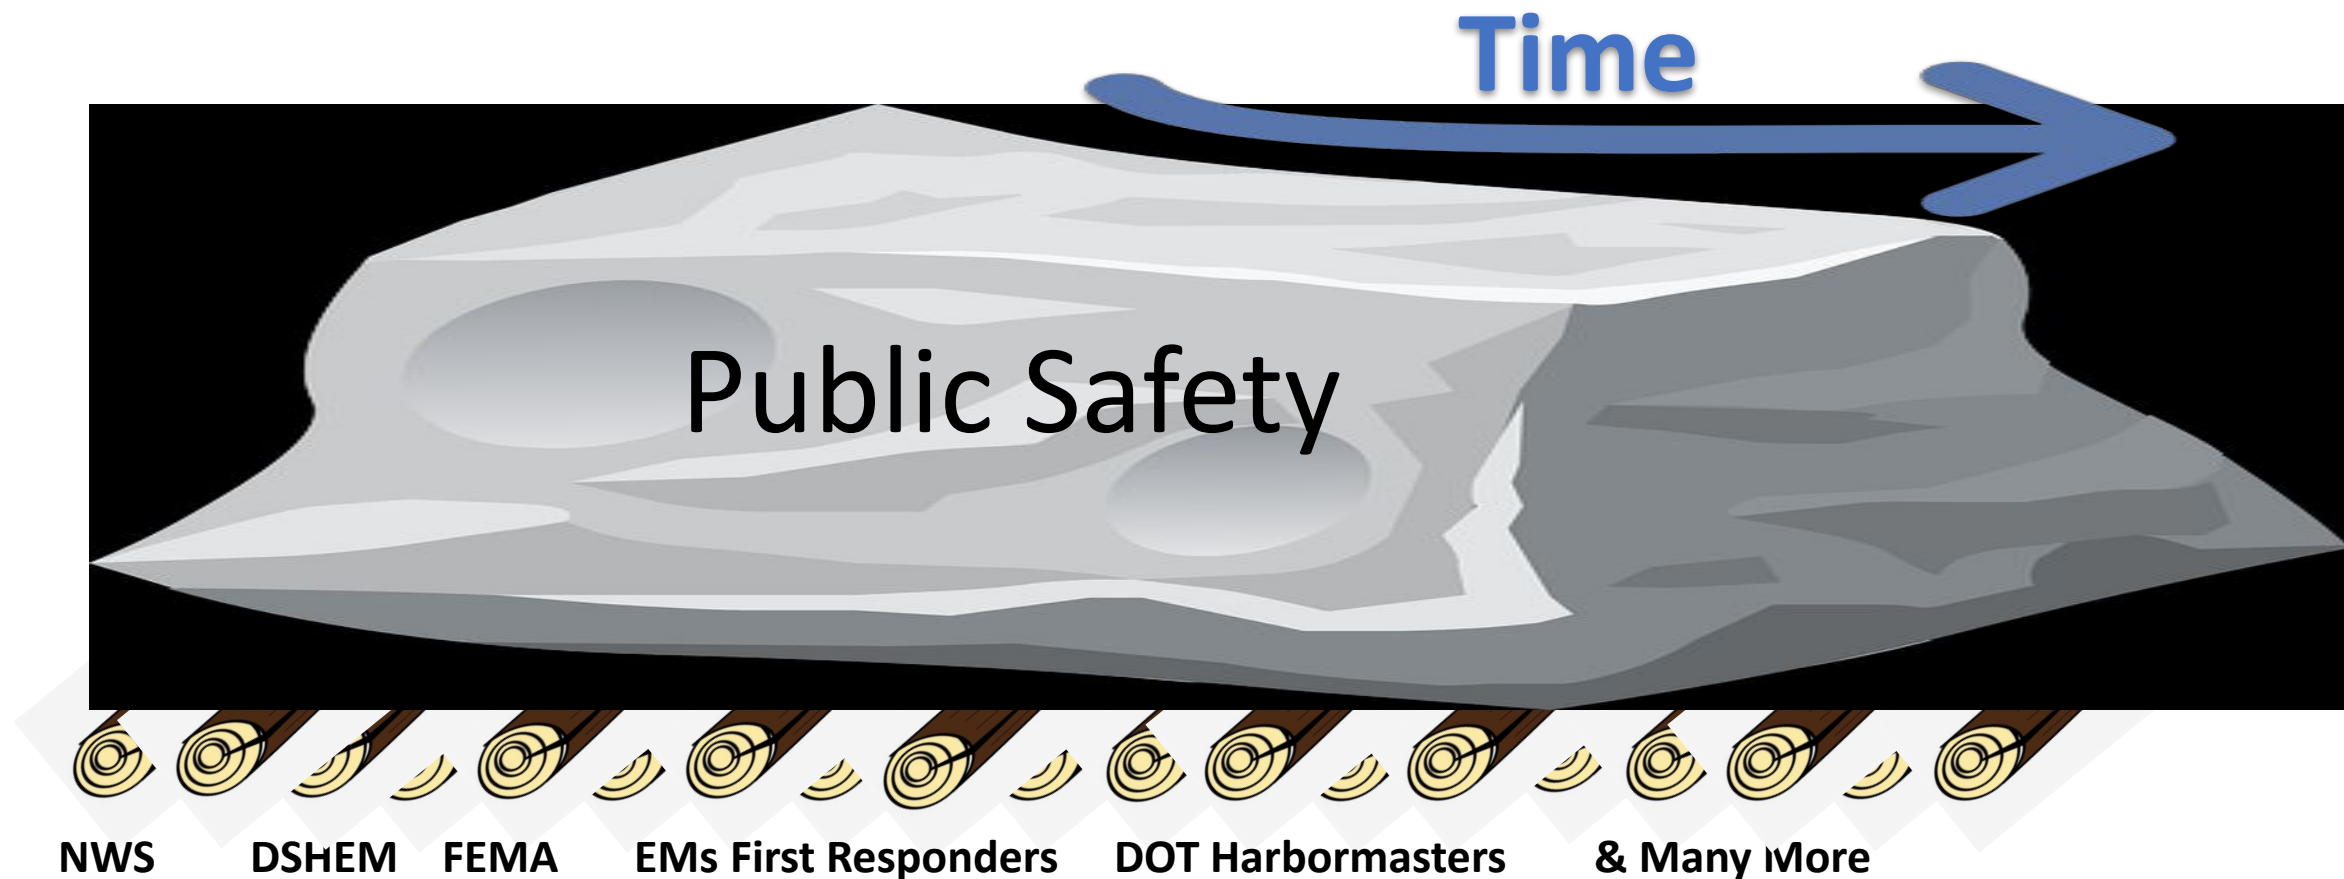 Time
Public Safety
NWS DSHEM FEMA EMs First Responders DOT Harbormasters & Many More